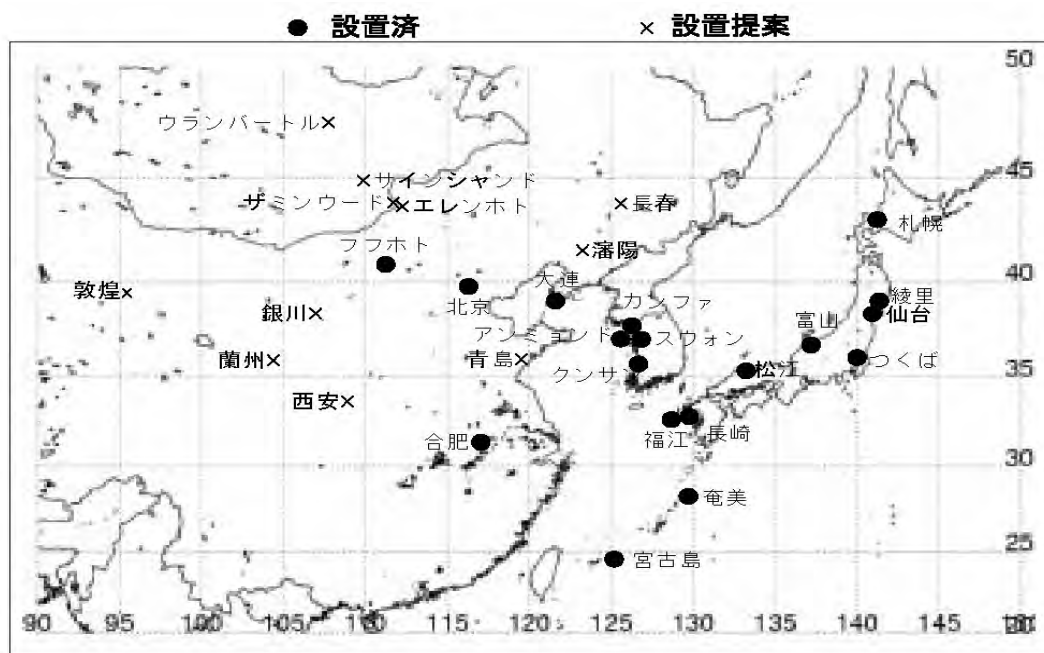 ● 設置済 × 設置提案
50
ウランバートル×
×サインシャンド
45
ザミンウード×
×エレンホト
×長春
札幌
×瀋陽
フフホト
40
敦煌×
北京
大連
カンファ
綾里
銀川×
仙台
アンミョンド
スウォン
富山
蘭州×
青島×
クンサン
松江
つくば
35
西安×
福江
長崎
合肥
30
奄美
25
宮古島
90 95 100 105 110 115 120 125 130 135 140 145